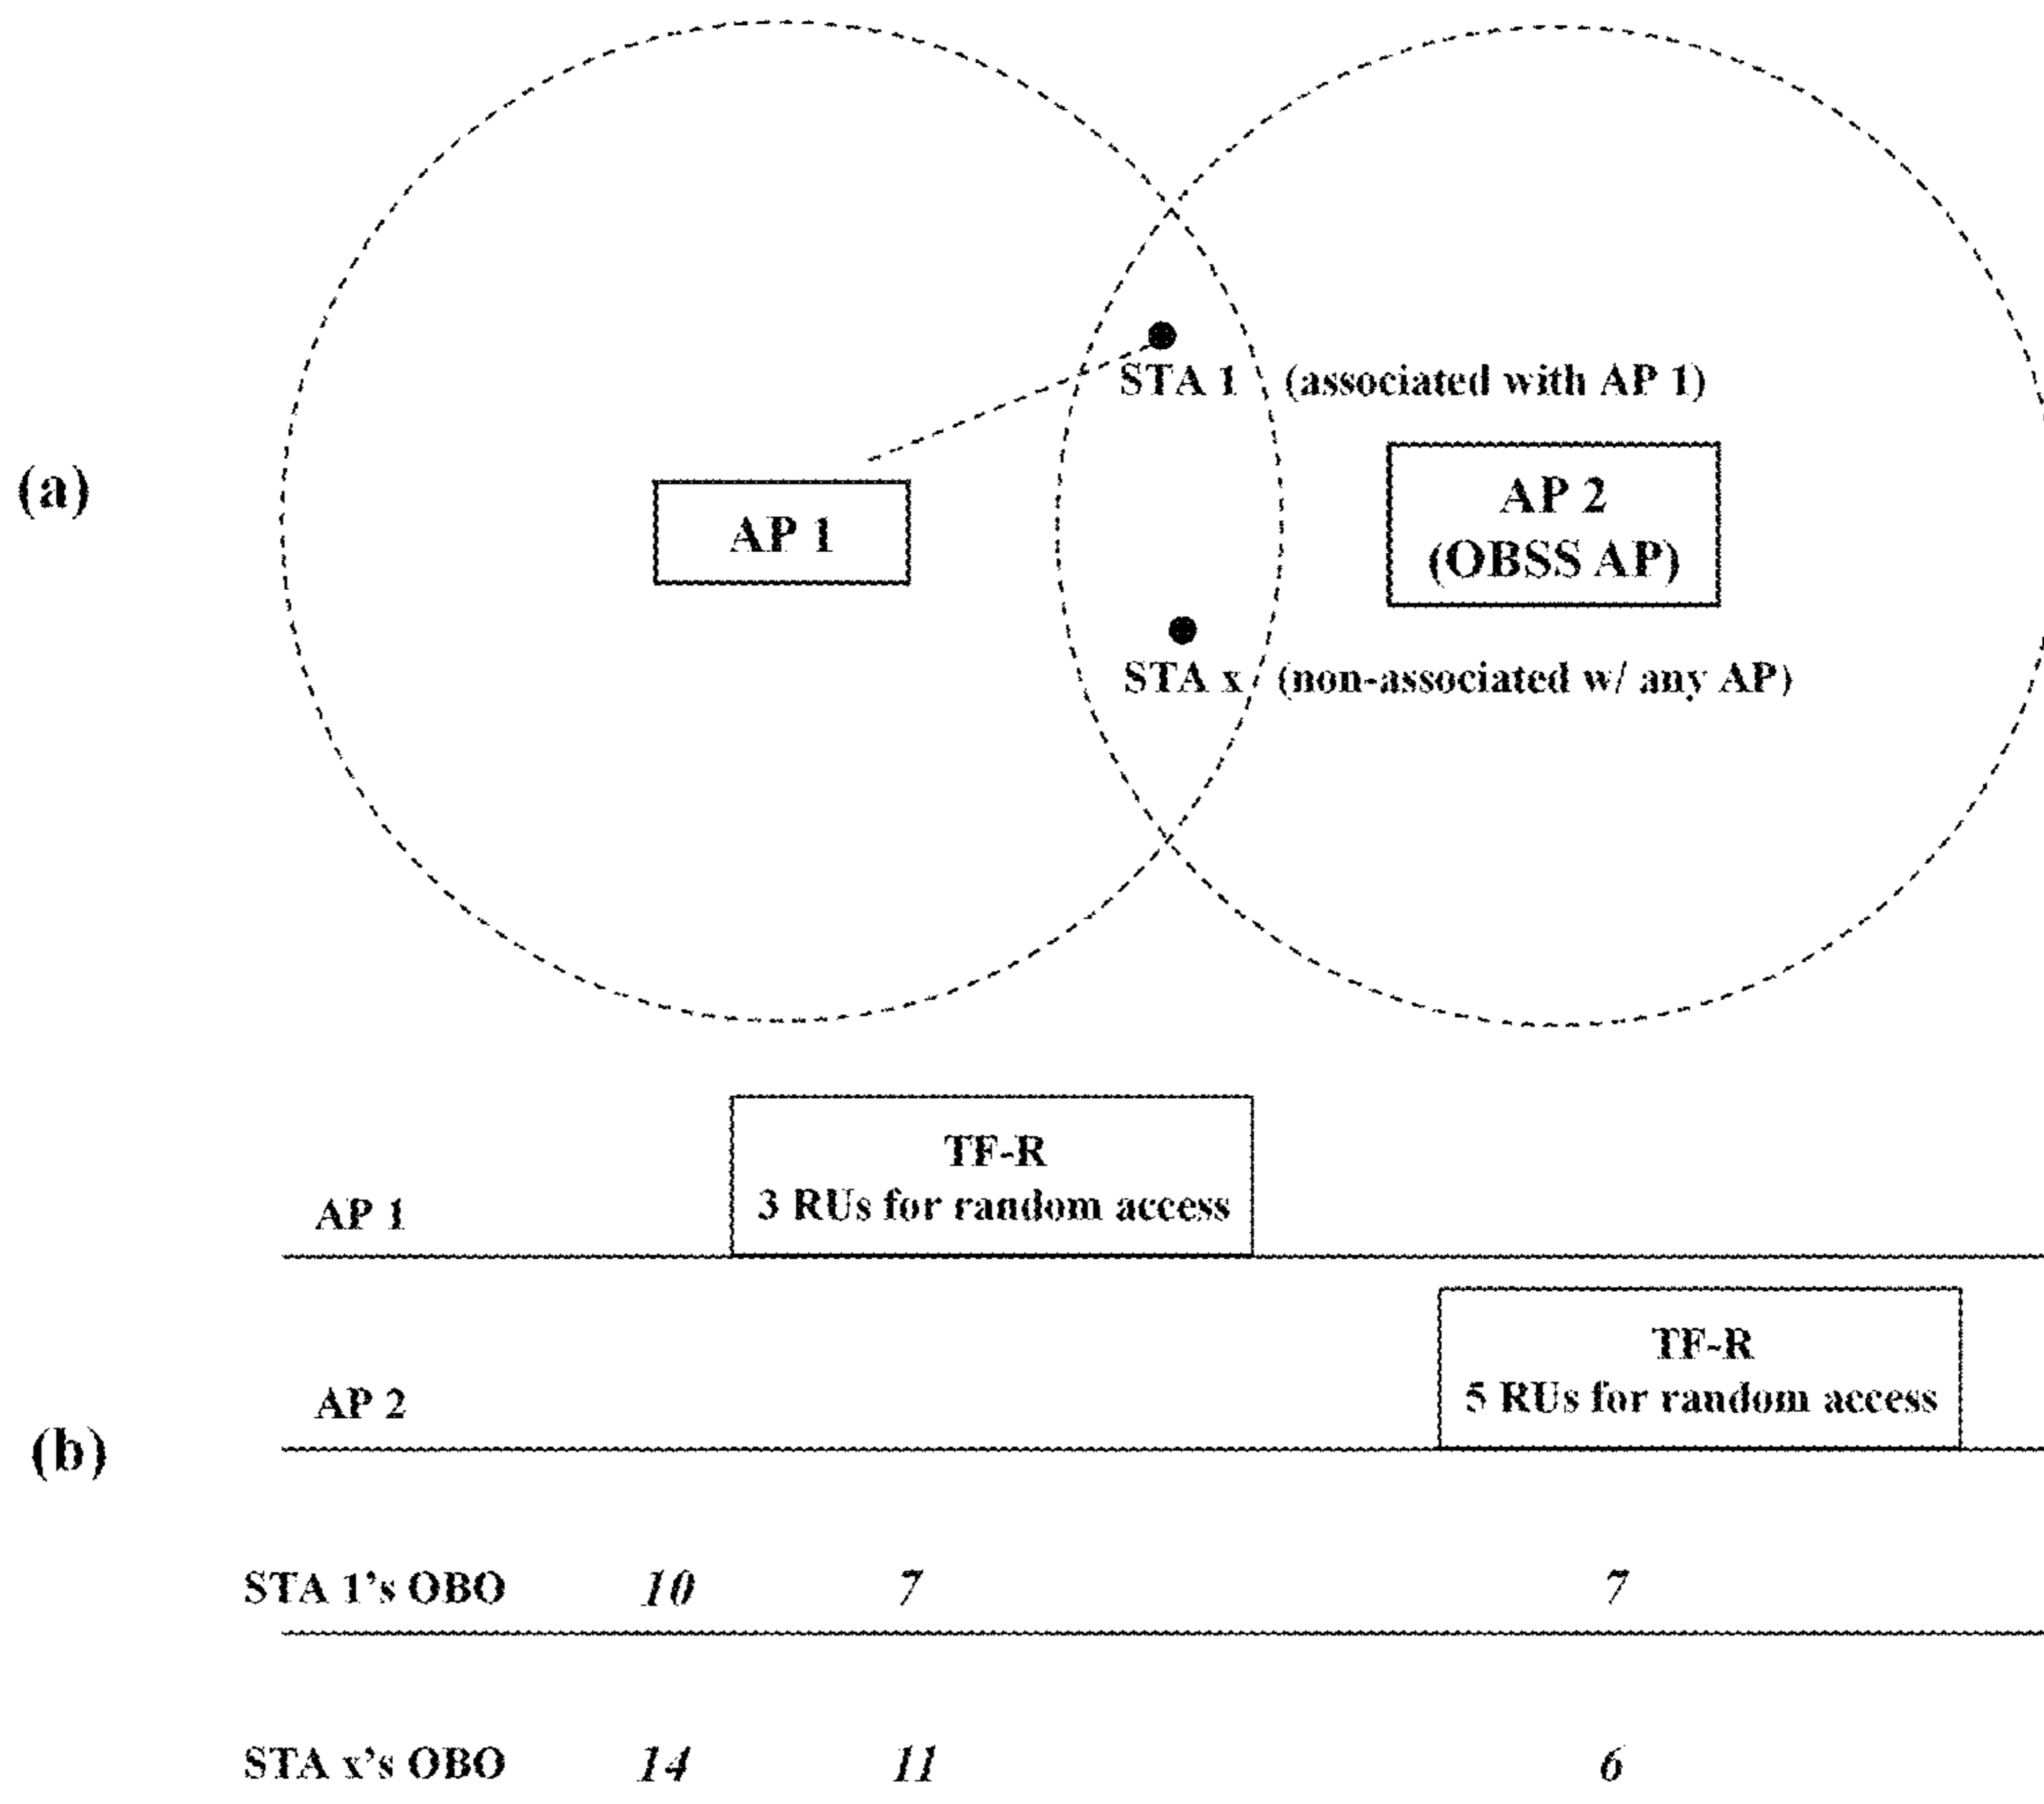 (a)
STA 1 (associated with AP 1)
AP 1
AP 2
(OBSS AP)
STA x (non-associated w/ any AP)
(b)
AP 1
TF-R
3 RUs for random access
AP 2
TF-R
5 RUs for random access
STA 1's OBO 10 7 7
STA x's OBO 14 11 6